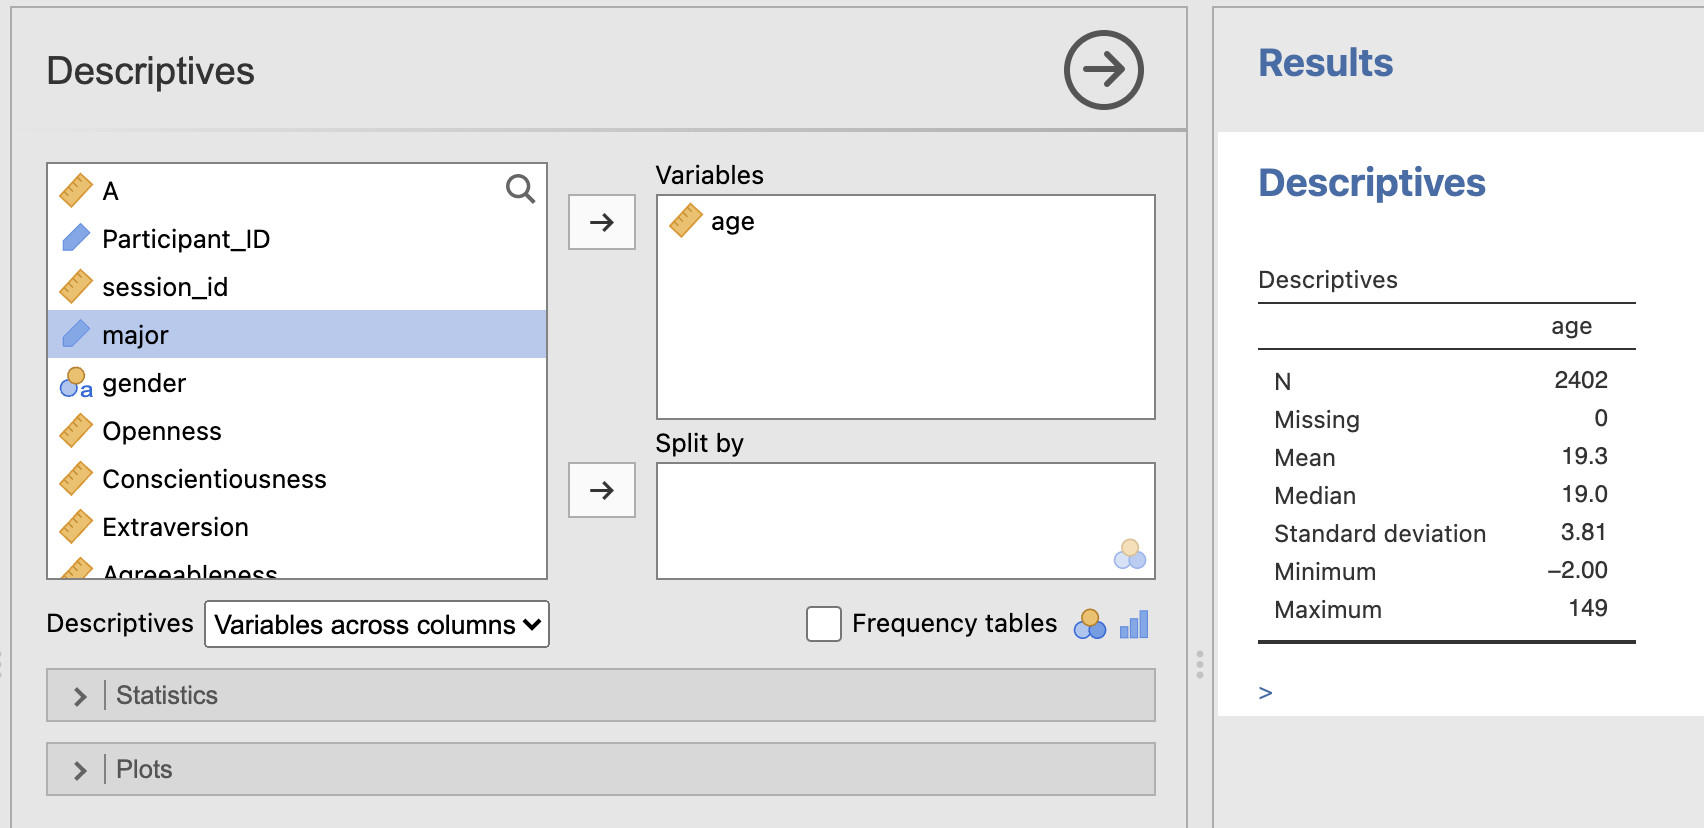 Descriptives
A
Participant_ID
session_id
major
a gender
Openness
Conscientiousness
Extraversion
Agreeableness
Variables
age
Split by
Descriptives Variables across columns
Frequency tables
Statistics
Plots
Results
Descriptives
Descriptives
age
N 2402
Missing 0
Mean 19.3
Median 19.0
Standard deviation 3.81
Minimum −2.00
Maximum 149
>